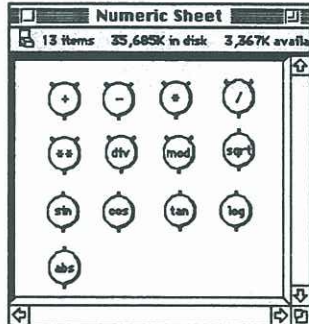 Numeric Sheet
13 items 35,685K in disk 3,367K availa
+ - * /
** div mod sqrt
sin cos tan log
abs